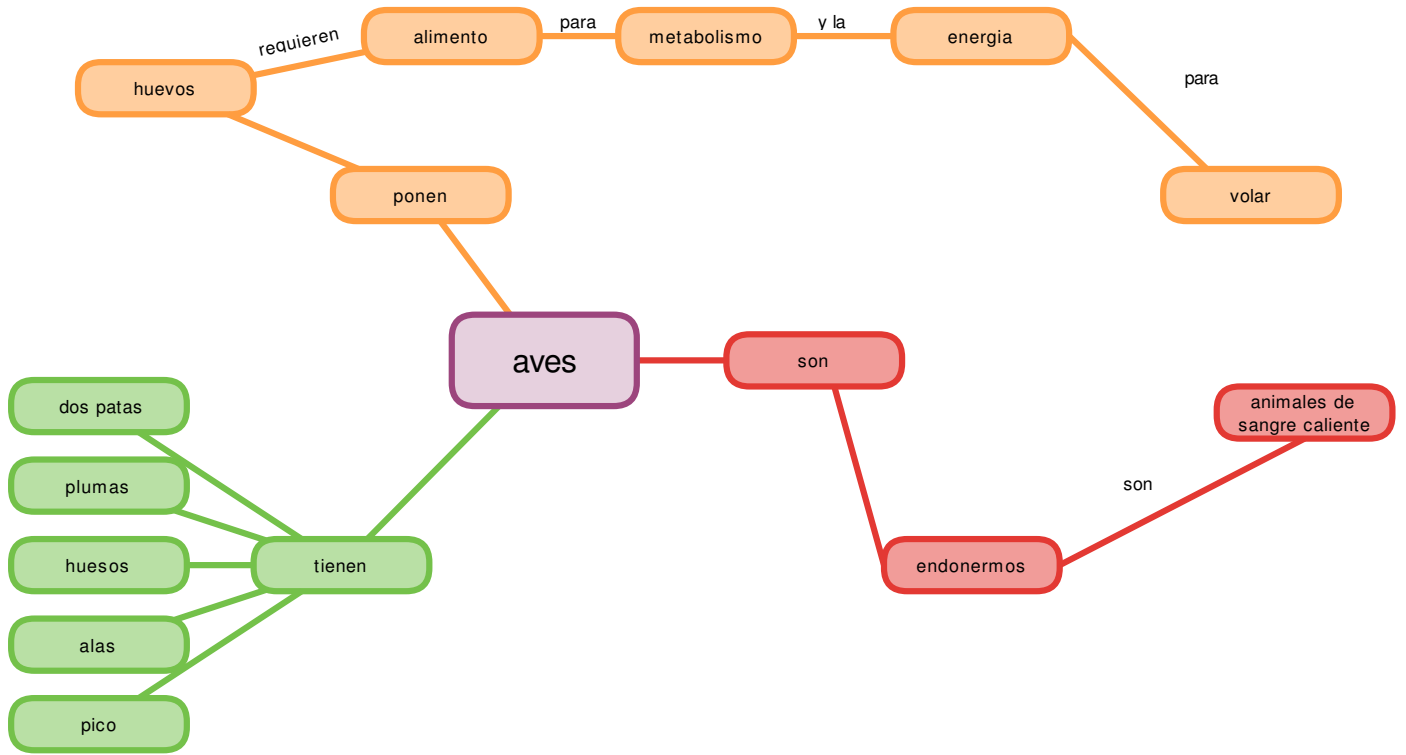 requieren
alimento
para
metabolismo
y la
energia
huevos
para
ponen
volar
aves
son
dos patas
animales de
sangre caliente
plumas
son
huesos
tienen
endonermos
alas
pico